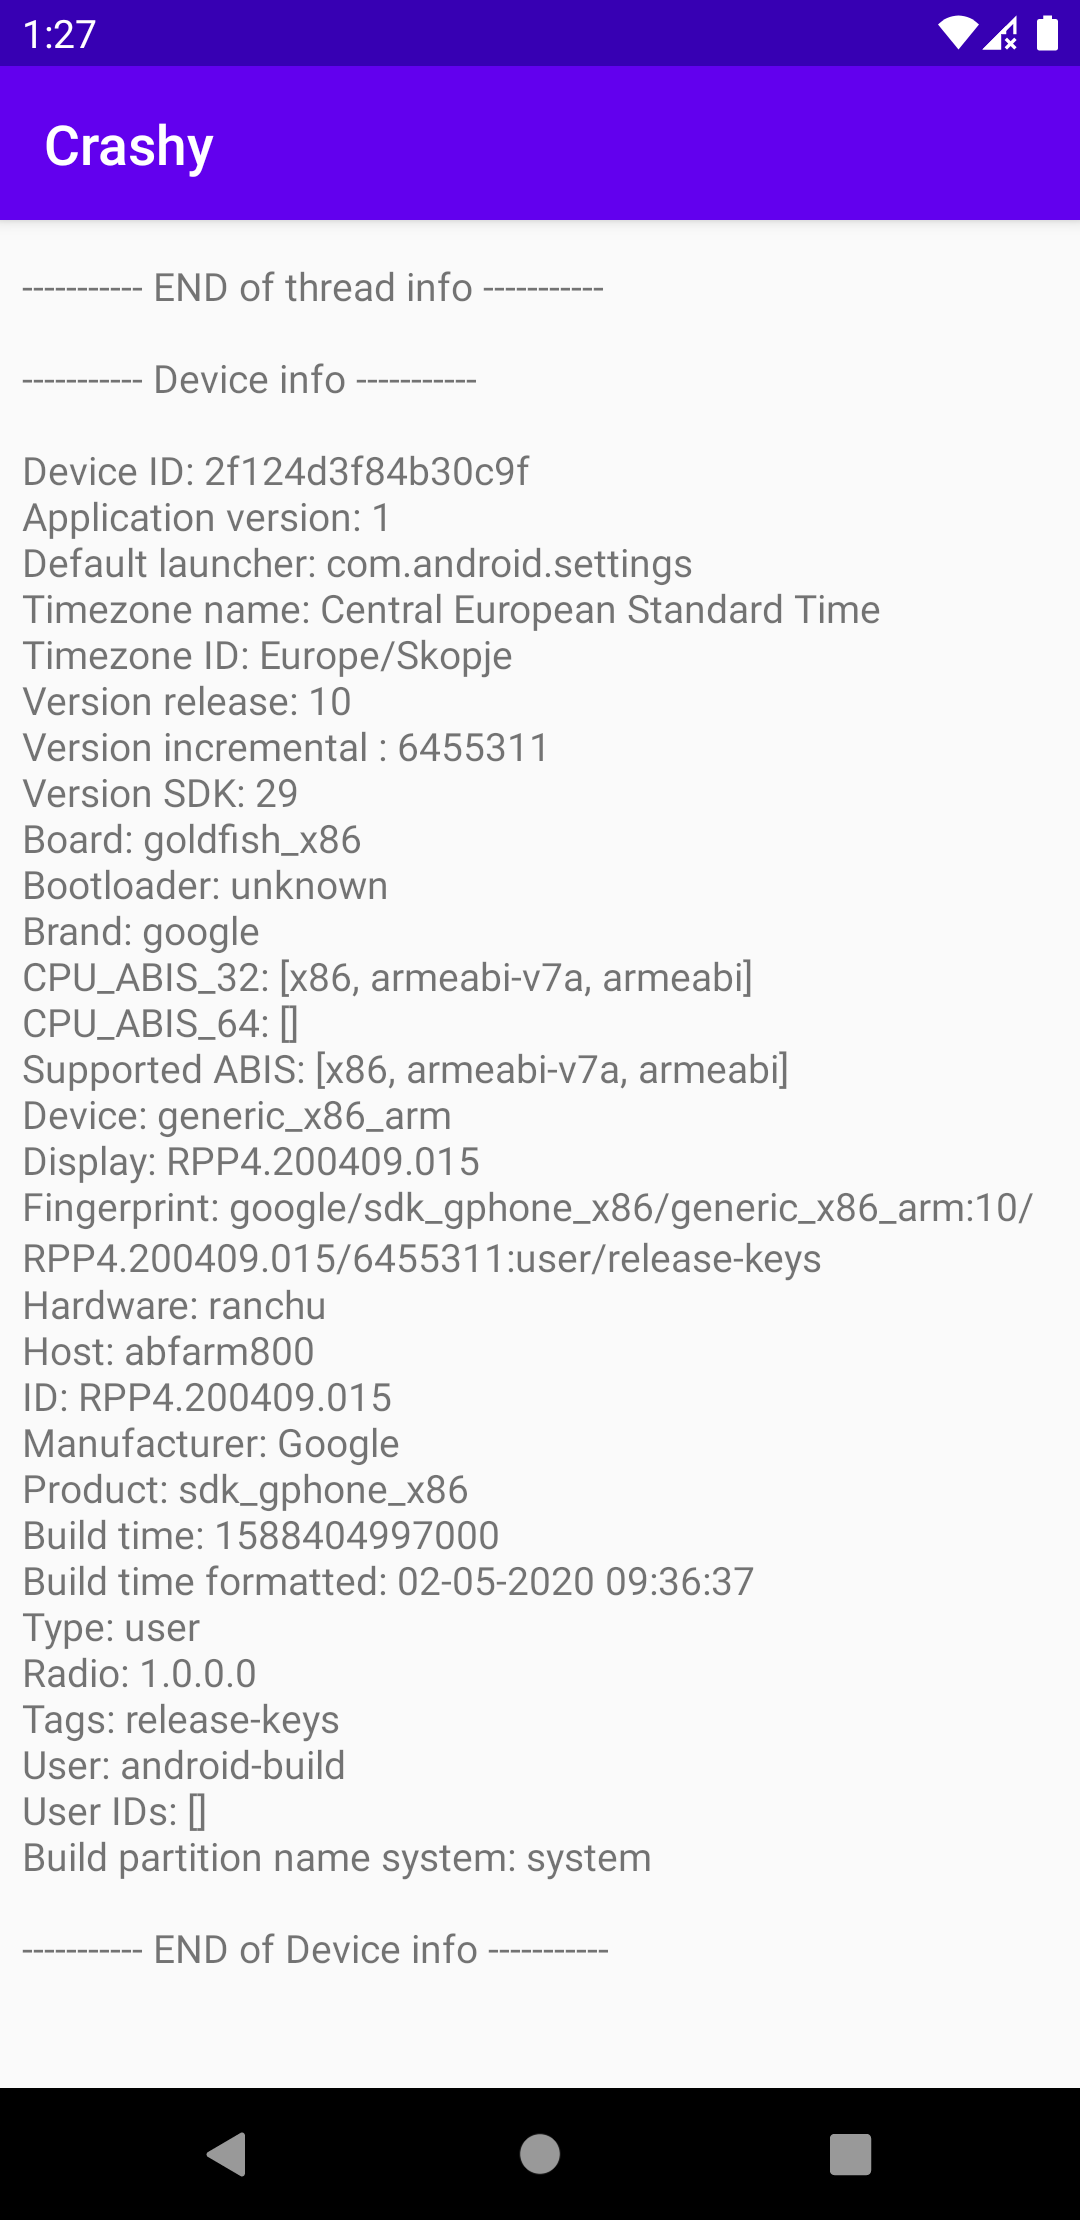 1:27
Crashy
----------- END of thread info -----------
----------- Device info -----------
Device ID: 2f124d3f84b30c9f
Application version: 1
Default launcher: com.android.settings
Timezone name: Central European Standard Time
Timezone ID: Europe/Skopje
Version release: 10
Version incremental : 6455311
Version SDK: 29
Board: goldfish_x86
Bootloader: unknown
Brand: google
CPU_ABIS_32: [x86, armeabi-v7a, armeabi]
CPU_ABIS_64: []
Supported ABIS: [x86, armeabi-v7a, armeabi]
Device: generic_x86_arm
Display: RPP4.200409.015
Fingerprint: google/sdk_gphone_x86/generic_x86_arm:10/
RPP4.200409.015/6455311:user/release-keys
Hardware: ranchu
Host: abfarm800
ID: RPP4.200409.015
Manufacturer: Google
Product: sdk_gphone_x86
Build time: 1588404997000
Build time formatted: 02-05-2020 09:36:37
Type: user
Radio: 1.0.0.0
Tags: release-keys
User: android-build
User IDs: []
Build partition name system: system
----------- END of Device info -----------